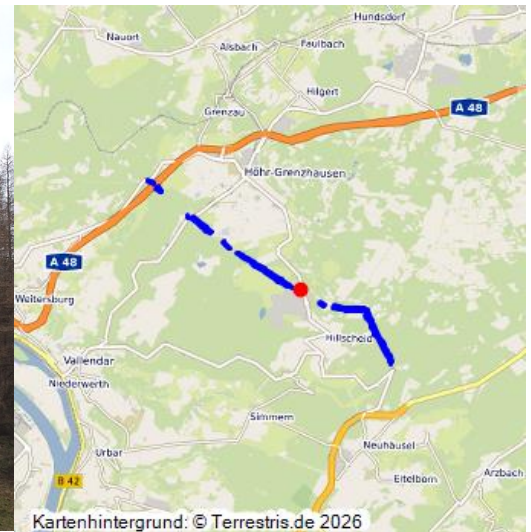 Hundsdorf
Nauort
Alsbach
Faulbach
Hilgert
Grenzau
A 48
Höhr-Grenzhausen
A 48
Weitersburg
Hillscheid
Vallendar
Niederwerth
Simmern
Neuhäusel
Urbar
Arzbach
Eitelborn
B 42
Kartenhintergrund: © Terrestris.de 2026